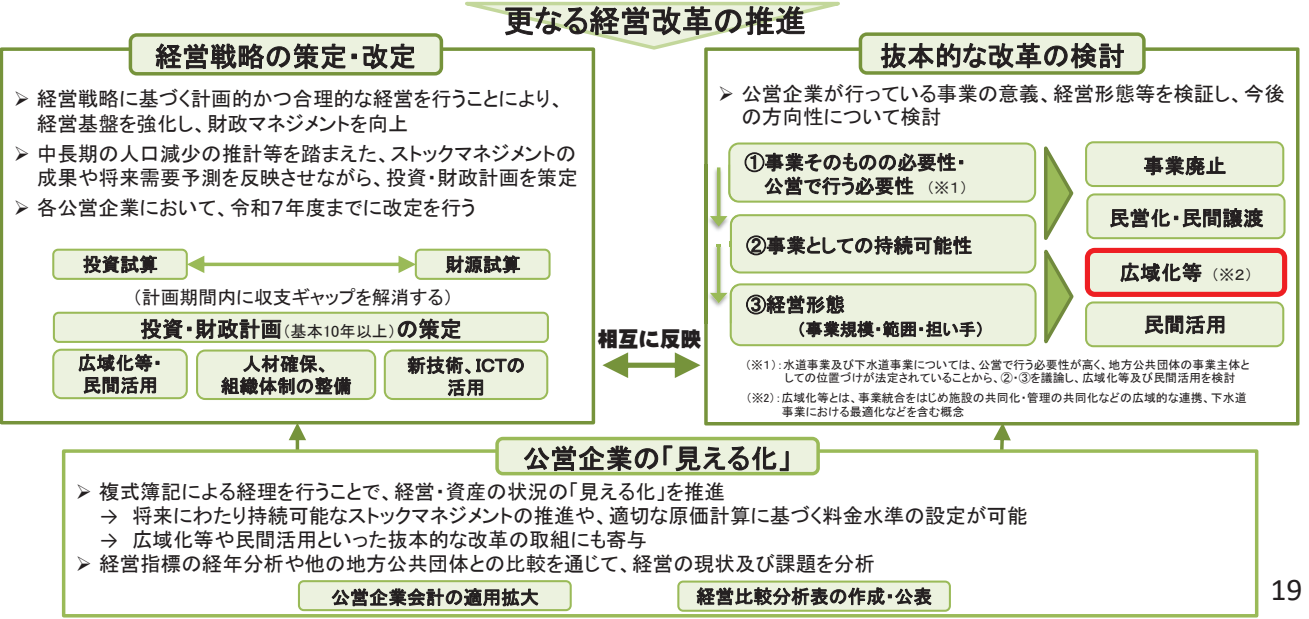 更なる経営改革の推進
経営戦略の策定・改定
➢ 経営戦略に基づく計画的かつ合理的な経営を行うことにより、
経営基盤を強化し、財政マネジメントを向上
➢ 中長期の人口減少の推計等を踏まえた、ストックマネジメントの
成果や将来需要予測を反映させながら、投資・財政計画を策定
➢ 各公営企業において、令和７年度までに改定を行う
投資試算
財源試算
（計画期間内に収支ギャップを解消する）
投資・財政計画（基本10年以上）の策定
広域化等・
民間活用
人材確保、
組織体制の整備
新技術、ICTの
活用
相互に反映
抜本的な改革の検討
➢ 公営企業が行っている事業の意義、経営形態等を検証し、今後
の方向性について検討
①事業そのものの必要性・
公営で行う必要性 （※１）
②事業としての持続可能性
③経営形態
（事業規模・範囲・担い手）
事業廃止
民営化・民間譲渡
広域化等（※２）
民間活用
（※１）：水道事業及び下水道事業については、公営で行う必要性が高く、地方公共団体の事業主体と
しての位置づけが法定されていることから、②・③を議論し、広域化等及び民間活用を検討
（※２）：広域化等とは、事業統合をはじめ施設の共同化・管理の共同化などの広域的な連携、下水道
事業における最適化などを含む概念
公営企業の「見える化」
➢ 複式簿記による経理を行うことで、経営・資産の状況の「見える化」を推進
→ 将来にわたり持続可能なストックマネジメントの推進や、適切な原価計算に基づく料金水準の設定が可能
→ 広域化等や民間活用といった抜本的な改革の取組にも寄与
➢ 経営指標の経年分析や他の地方公共団体との比較を通じて、経営の現状及び課題を分析
公営企業会計の適用拡大
経営比較分析表の作成・公表
19